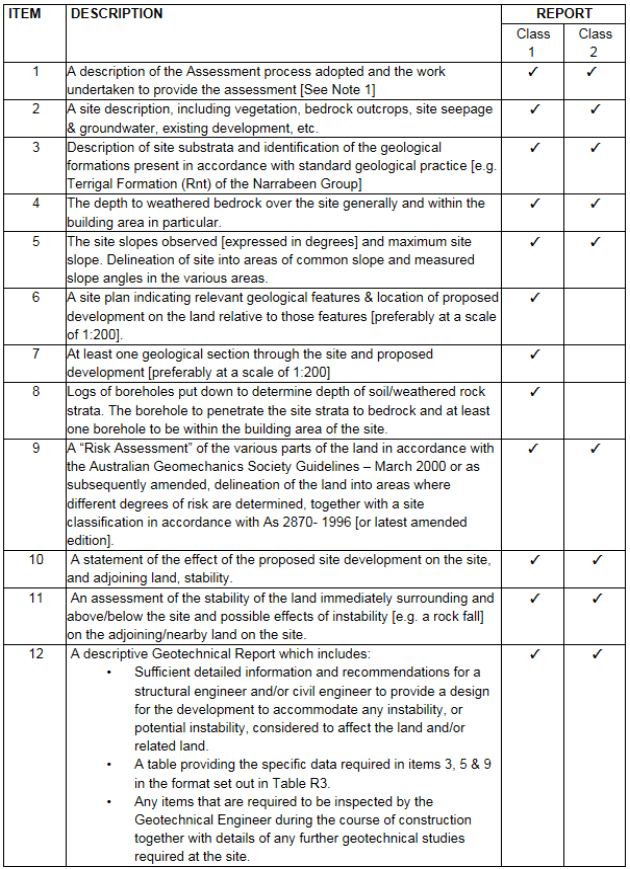 ITEM DESCRIPTION REPORT
Class Class
1 2
1 A description of the Assessment process adopted and the work ✓ ✓
undertaken to provide the assessment [See Note 1]
2 A site description, including vegetation, bedrock outcrops, site seepage ✓ ✓
& groundwater, existing development, etc.
3 Description of site substrata and identification of the geological ✓ ✓
formations present in accordance with standard geological practice [e.g.
Terrigal Formation (Rnt) of the Narrabeen Group]
4 The depth to weathered bedrock over the site generally and within the ✓ ✓
building area in particular.
5 The site slopes observed [expressed in degrees] and maximum site ✓ ✓
slope. Delineation of site into areas of common slope and measured
slope angles in the various areas.
6 A site plan indicating relevant geological features & location of proposed ✓
development on the land relative to those features [preferably at a scale
of 1:200].
7 At least one geological section through the site and proposed ✓
development [preferably at a scale of 1:200]
8 Logs of boreholes put down to determine depth of soil/weathered rock ✓
strata. The borehole to penetrate the site strata to bedrock and at least
one borehole to be within the building area of the site.
9 A “Risk Assessment” of the various parts of the land in accordance with ✓ ✓
the Australian Geomechanics Society Guidelines – March 2000 or as
subsequently amended, delineation of the land into areas where
different degrees of risk are determined, together with a site
classification in accordance with As 2870- 1996 [or latest amended
edition].
10 A statement of the effect of the proposed site development on the site, ✓ ✓
and adjoining land, stability.
11 An assessment of the stability of the land immediately surrounding and ✓ ✓
above/below the site and possible effects of instability [e.g. a rock fall]
on the adjoining/nearby land on the site.
12 A descriptive Geotechnical Report which includes: ✓ ✓
• Sufficient detailed information and recommendations for a
structural engineer and/or civil engineer to provide a design
for the development to accommodate any instability, or
potential instability, considered to affect the land and/or
related land.
• A table providing the specific data required in items 3, 5 & 9
in the format set out in Table R3.
• Any items that are required to be inspected by the
Geotechnical Engineer during the course of construction
together with details of any further geotechnical studies
required at the site.